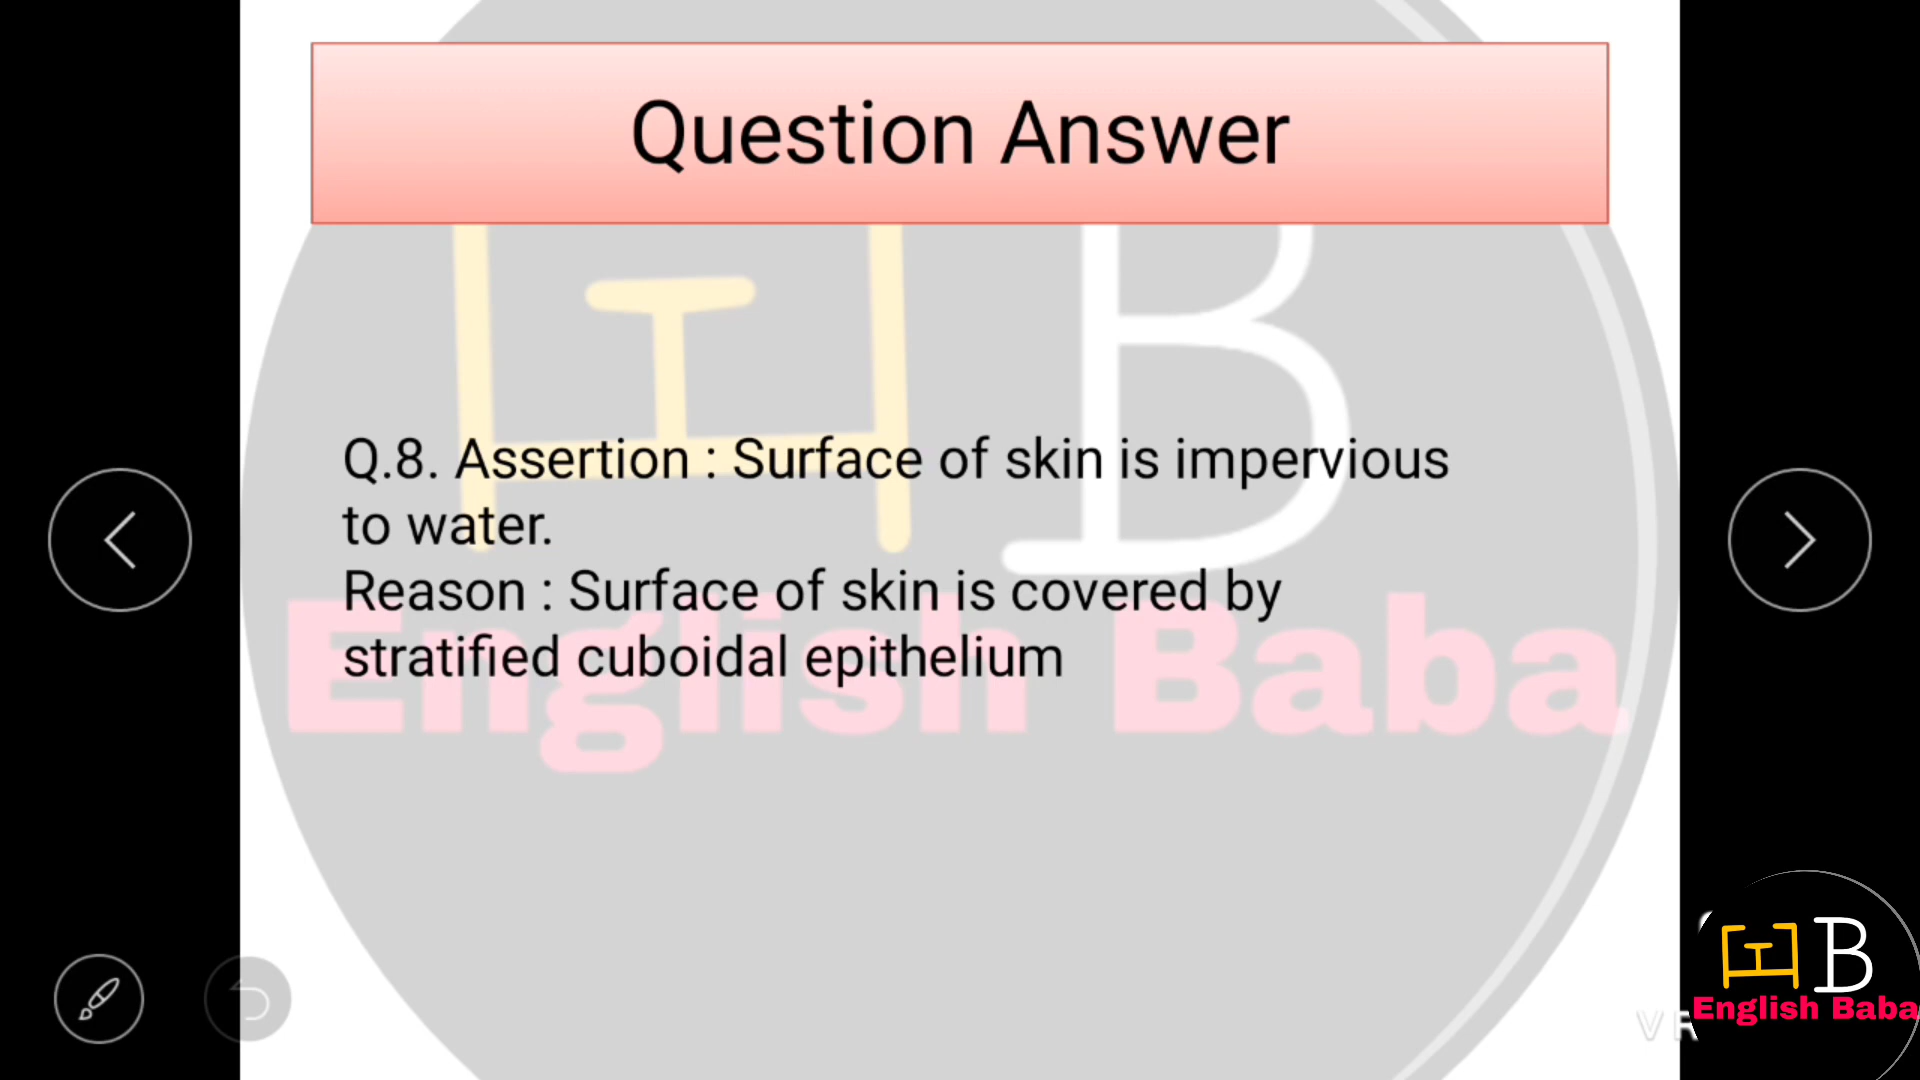 Question Answer
Q.8. Assertion : Surface of skin is impervious
to water.
Reason : Surface of skin is covered by
stratified cuboidal epithelium
English Baba
B
B
English Baba
VR